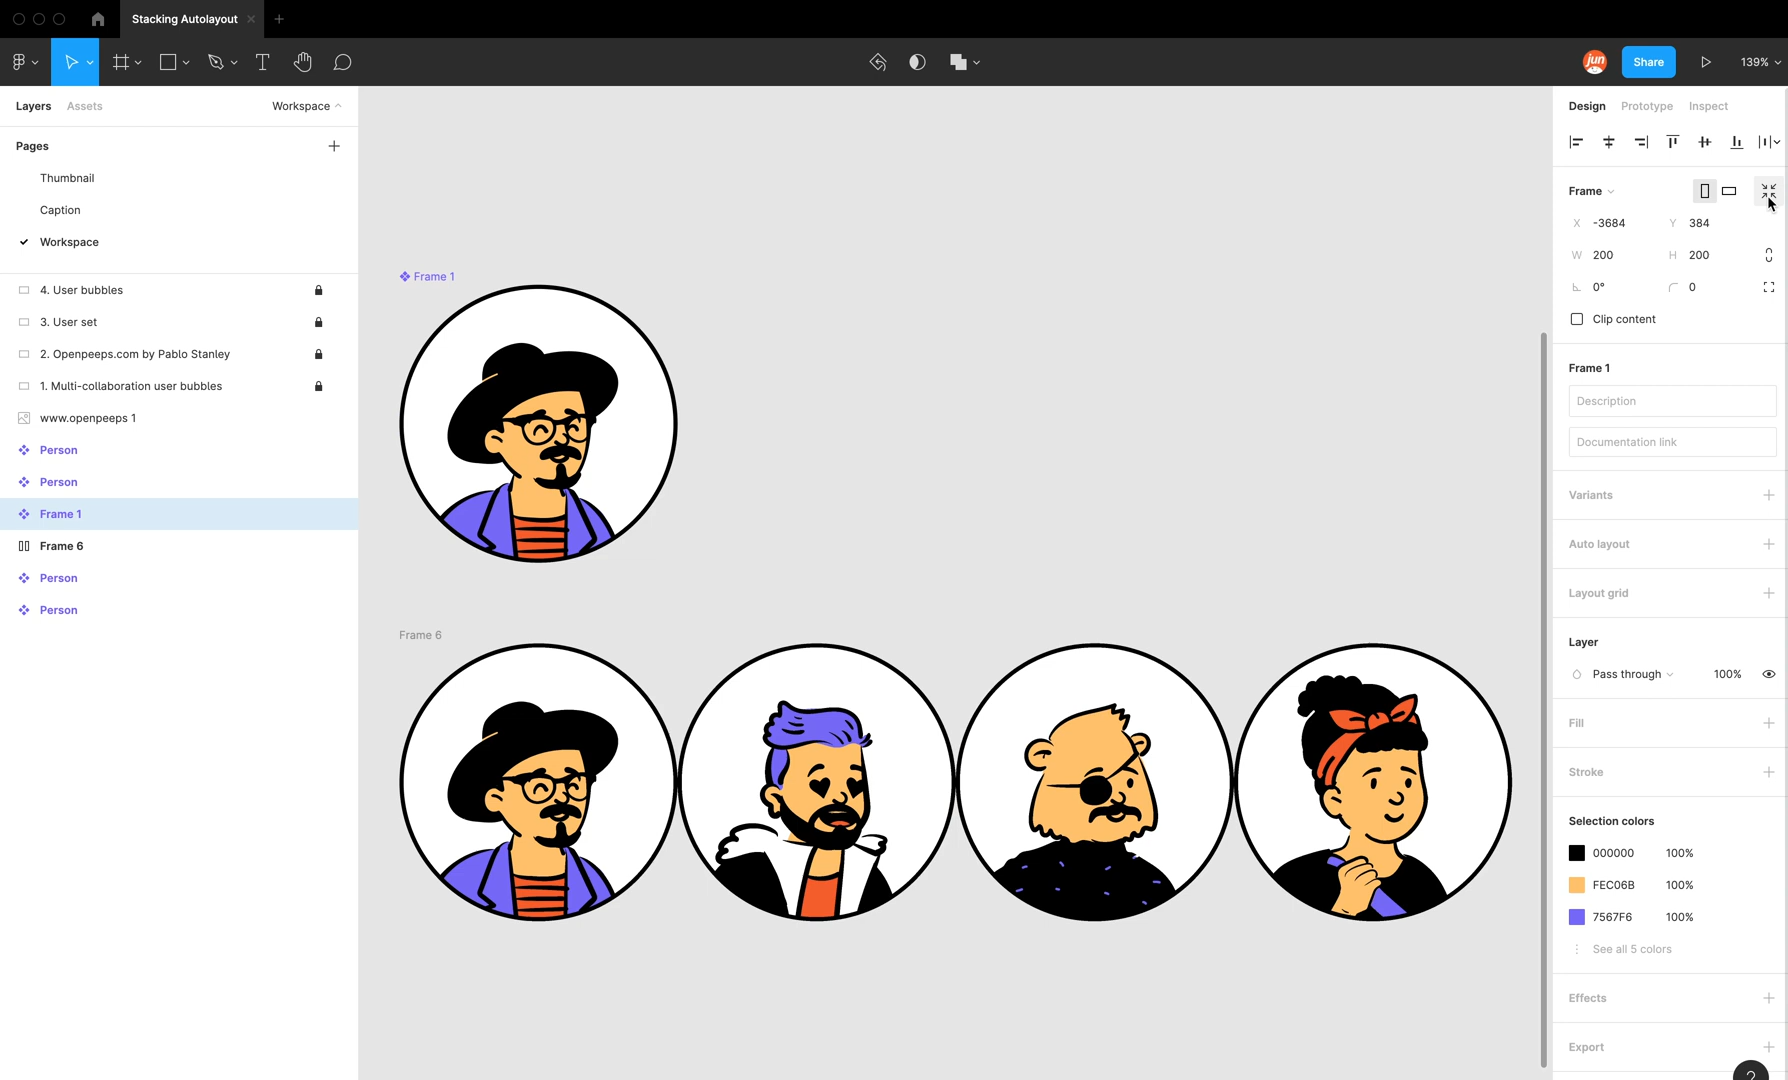 Stacking Autolayout
jun
Share
139%
Layers
Assets
Workspace
Pages
Thumbnail
Caption
Workspace
4. User bubbles
3. User set
2. Openpeeps.com by Pablo Stanley
1. Multi-collaboration user bubbles
www.openpeeps 1
Person
Person
Frame 1
Frame 6
Person
Person
Frame 1
Frame 6
Design
Prototype
Inspect
Frame
X -3684 Y 384
W 200 H 200
0° 0
Clip content
Frame 1
Description
Documentation link
Variants
Auto layout
Layout grid
Layer
Pass through 100%
Fill
Stroke
Selection colors
000000 100%
FEC06B 100%
7567F6 100%
See all 5 colors
Effects
Export
?